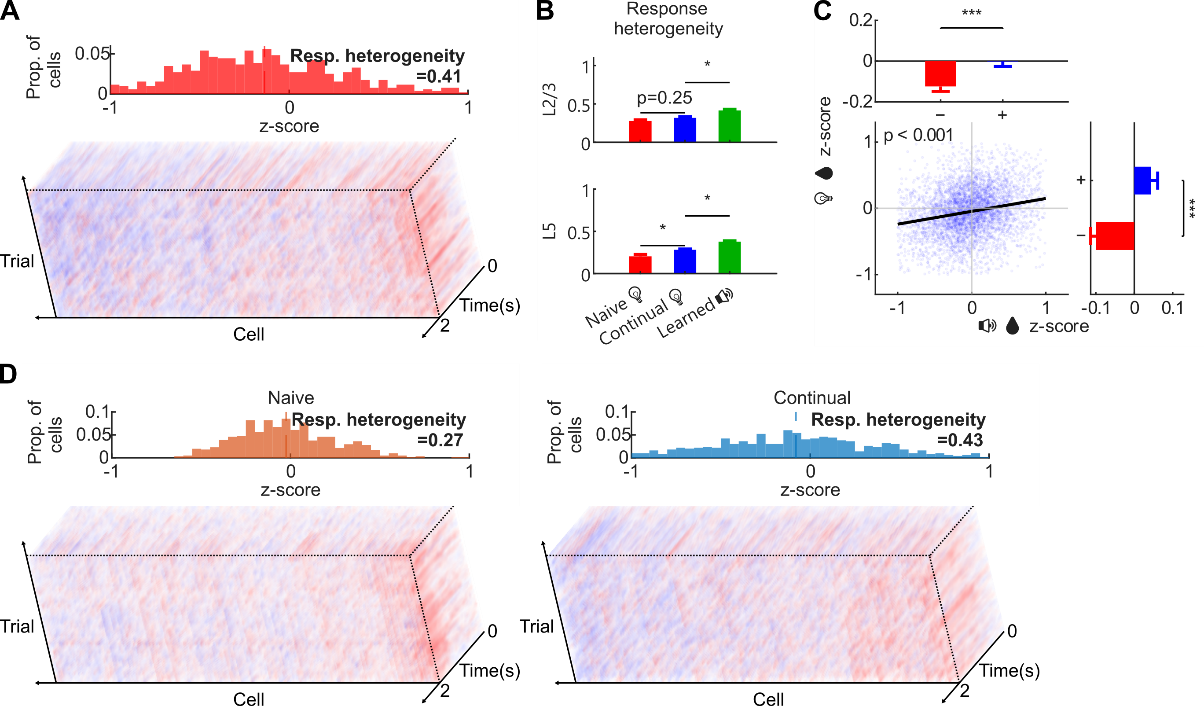 A
Prop. of
cells
0.05
0
Resp. heterogeneity
=0.41
-1
0
1
z-score
Trial
Cell
0
Time(s)
2
B
Response
heterogeneity
L2/3
1
0.5
0
p=0.25
*
L5
1
0.5
0
*
*
Naive
Continual
Learned
C
0.2
0
-0.2
***
−
+
z-score
1
0
-1
p < 0.001
-1
0
1
z-score
+
−
***
-0.1
0
0.1
D
Naive
Prop. of
cells
0.1
0.05
0
Resp. heterogeneity
=0.27
-1
0
1
z-score
Trial
Cell
0
Time(s)
2
Continual
Prop. of
cells
0.1
0.05
0
Resp. heterogeneity
=0.43
-1
0
1
z-score
Trial
Cell
0
Time(s)
2